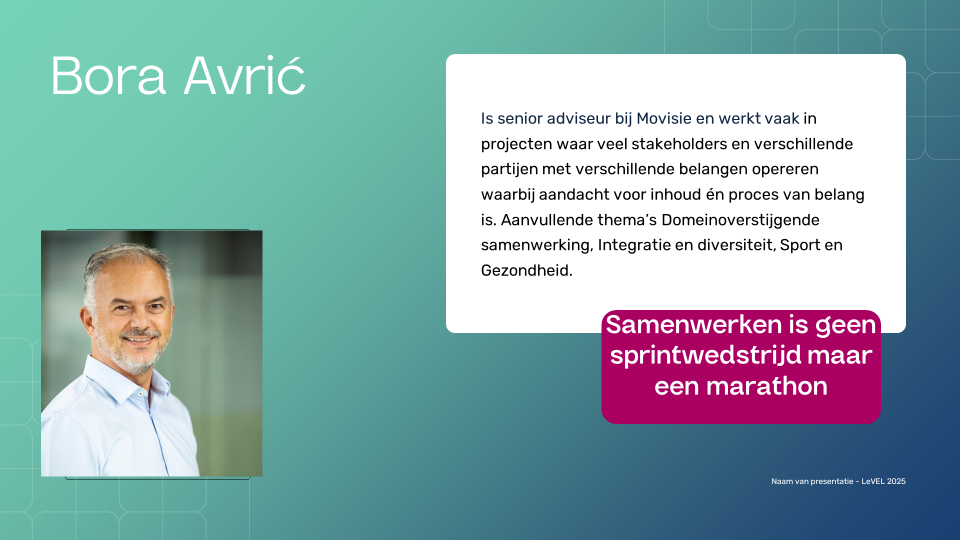 Bora Avrić
Is senior adviseur bij Movisie en werkt vaak in
projecten waar veel stakeholders en verschillende
partijen met verschillende belangen opereren
waarbij aandacht voor inhoud én proces van belang
is. Aanvullende thema’s Domeinoverstijgende
samenwerking, Integratie en diversiteit, Sport en
Gezondheid.
Samenwerken is geen
sprintwedstrijd maar
een marathon
Naam van presentatie - LeVEL 2025